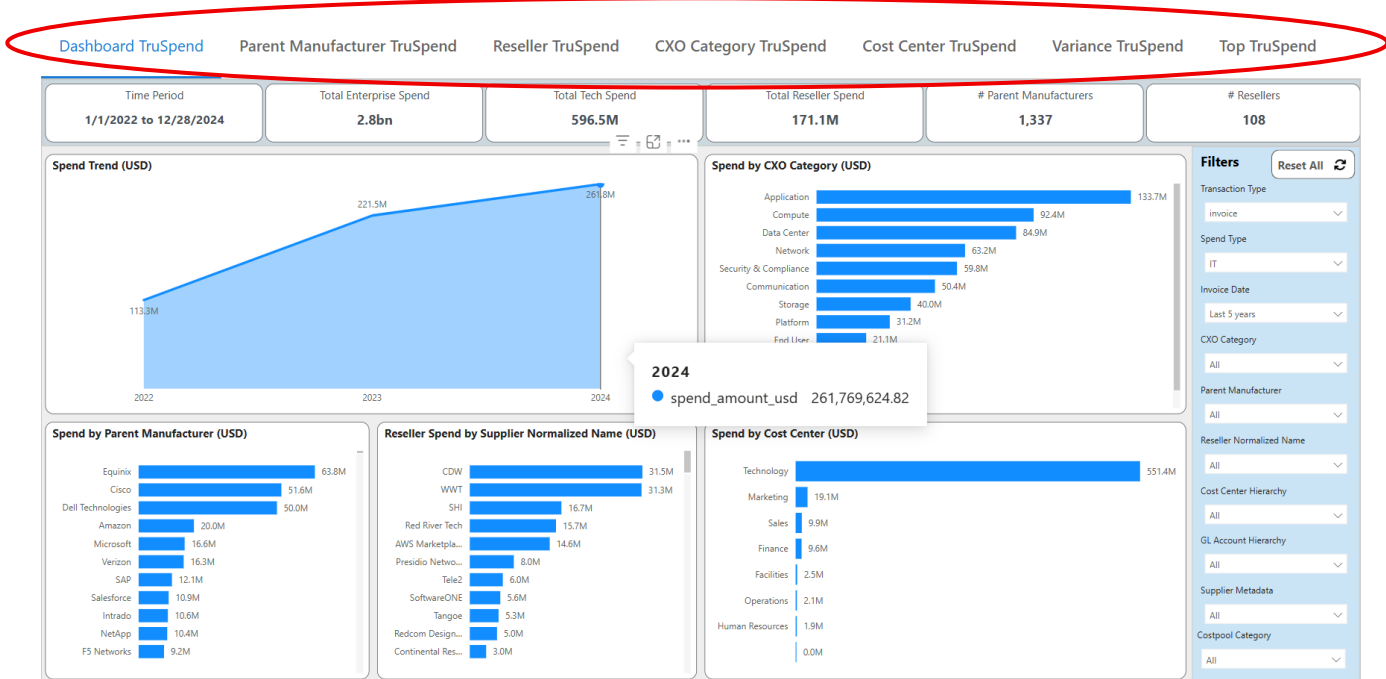 Dashboard TruSpend Parent Manufacturer TruSpend Reseller TruSpend CXO Category TruSpend Cost Center TruSpend Variance TruSpend Top TruSpend
Time Period
1/1/2022 to 12/28/2024
Total Enterprise Spend
2.8bn
Total Tech Spend
596.5M
Total Reseller Spend
171.1M
# Parent Manufacturers
1,337
# Resellers
108
Spend Trend (USD)
113.3M
221.5M
261.8M
2022 2023 2024
2024
spend_amount_usd 261,769,624.82
Spend by CXO Category (USD)
Application 133.7M
Compute 92.4M
Data Center 84.9M
Network 63.2M
Security & Compliance 59.8M
Communication 50.4M
Storage 40.0M
Platform 31.2M
End User 21.1M
Spend by Parent Manufacturer (USD)
Equinix 63.8M
Cisco 51.6M
Dell Technologies 50.0M
Amazon 20.0M
Microsoft 16.6M
Verizon 16.3M
SAP 12.1M
Salesforce 10.9M
Intrado 10.6M
NetApp 10.4M
F5 Networks 9.2M
Reseller Spend by Supplier Normalized Name (USD)
CDW 31.5M
WWT 31.3M
SHI 16.7M
Red River Tech 15.7M
AWS Marketpla... 14.6M
Presidio Netwo... 8.0M
Tele2 6.0M
SoftwareONE 5.6M
Tangoe 5.3M
Redcom Design... 5.0M
Continental Res... 3.0M
Spend by Cost Center (USD)
Technology 551.4M
Marketing 19.1M
Sales 9.9M
Finance 9.6M
Facilities 2.5M
Operations 2.1M
Human Resources 1.9M
0.0M
Filters
Reset All
Transaction Type
invoice
Spend Type
IT
Invoice Date
Last 5 years
CXO Category
All
Parent Manufacturer
All
Reseller Normalized Name
All
Cost Center Hierarchy
All
GL Account Hierarchy
All
Supplier Metadata
All
Costpool Category
All